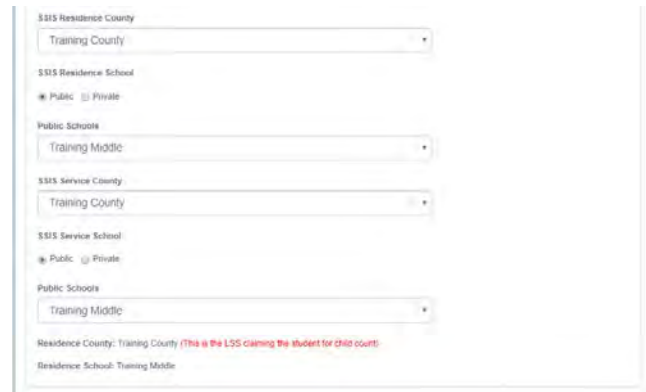 SSIS Residence County
Training County
SSIS Residence School
Public Private
Public Schools
Training Middle
SSIS Service County
Training County
SSIS Service School
Public Private
Public Schools
Training Middle
Residence County: Training County (This is the LSS claiming the student for child count)
Residence School: Training Middle